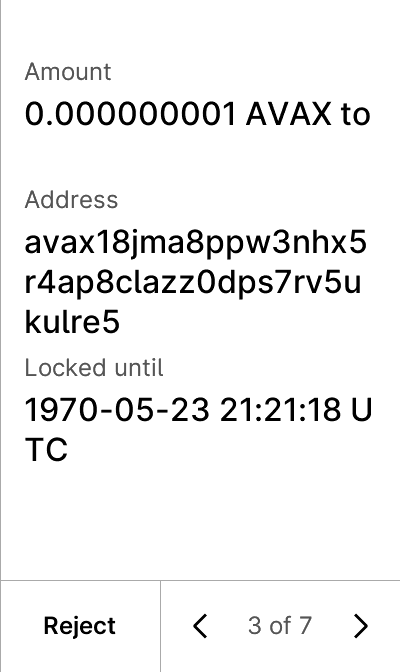 Amount
0.000000001 AVAX to
Address
avax18jma8ppw3nhx5
r4ap8clazz0dps7rv5u
kulre5
Locked until
1970-05-23 21:21:18 U
TC
Reject
3 of 7